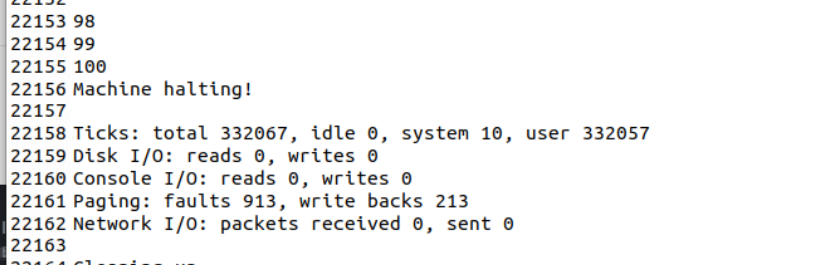 22153 98
22154 99
22155 100
22156 Machine halting!
22157
22158 Ticks: total 332067, idle 0, system 10, user 332057
22159 Disk I/O: reads 0, writes 0
22160 Console I/O: reads 0, writes 0
22161 Paging: faults 913, write backs 213
22162 Network I/O: packets received 0, sent 0
22163